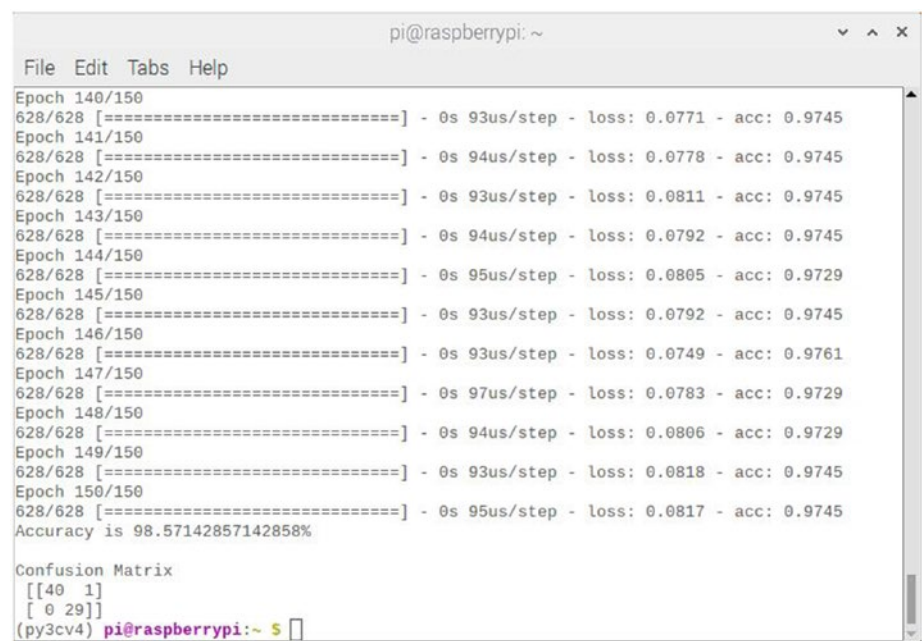 pi@raspberrypi: ~
File Edit Tabs Help
Epoch 140/150
628/628 [==============================] - 0s 93us/step - loss: 0.0771 - acc: 0.9745
Epoch 141/150
628/628 [==============================] - 0s 94us/step - loss: 0.0778 - acc: 0.9745
Epoch 142/150
628/628 [==============================] - 0s 93us/step - loss: 0.0811 - acc: 0.9745
Epoch 143/150
628/628 [==============================] - 0s 94us/step - loss: 0.0792 - acc: 0.9745
Epoch 144/150
628/628 [==============================] - 0s 95us/step - loss: 0.0805 - acc: 0.9729
Epoch 145/150
628/628 [==============================] - 0s 93us/step - loss: 0.0792 - acc: 0.9745
Epoch 146/150
628/628 [==============================] - 0s 93us/step - loss: 0.0749 - acc: 0.9761
Epoch 147/150
628/628 [==============================] - 0s 97us/step - loss: 0.0783 - acc: 0.9729
Epoch 148/150
628/628 [==============================] - 0s 94us/step - loss: 0.0806 - acc: 0.9729
Epoch 149/150
628/628 [==============================] - 0s 93us/step - loss: 0.0818 - acc: 0.9745
Epoch 150/150
628/628 [==============================] - 0s 95us/step - loss: 0.0817 - acc: 0.9745
Accuracy is 98.57142857142858%
Confusion Matrix
[[40  1]
[ 0 29]]
(py3cv4) pi@raspberrypi:~ $